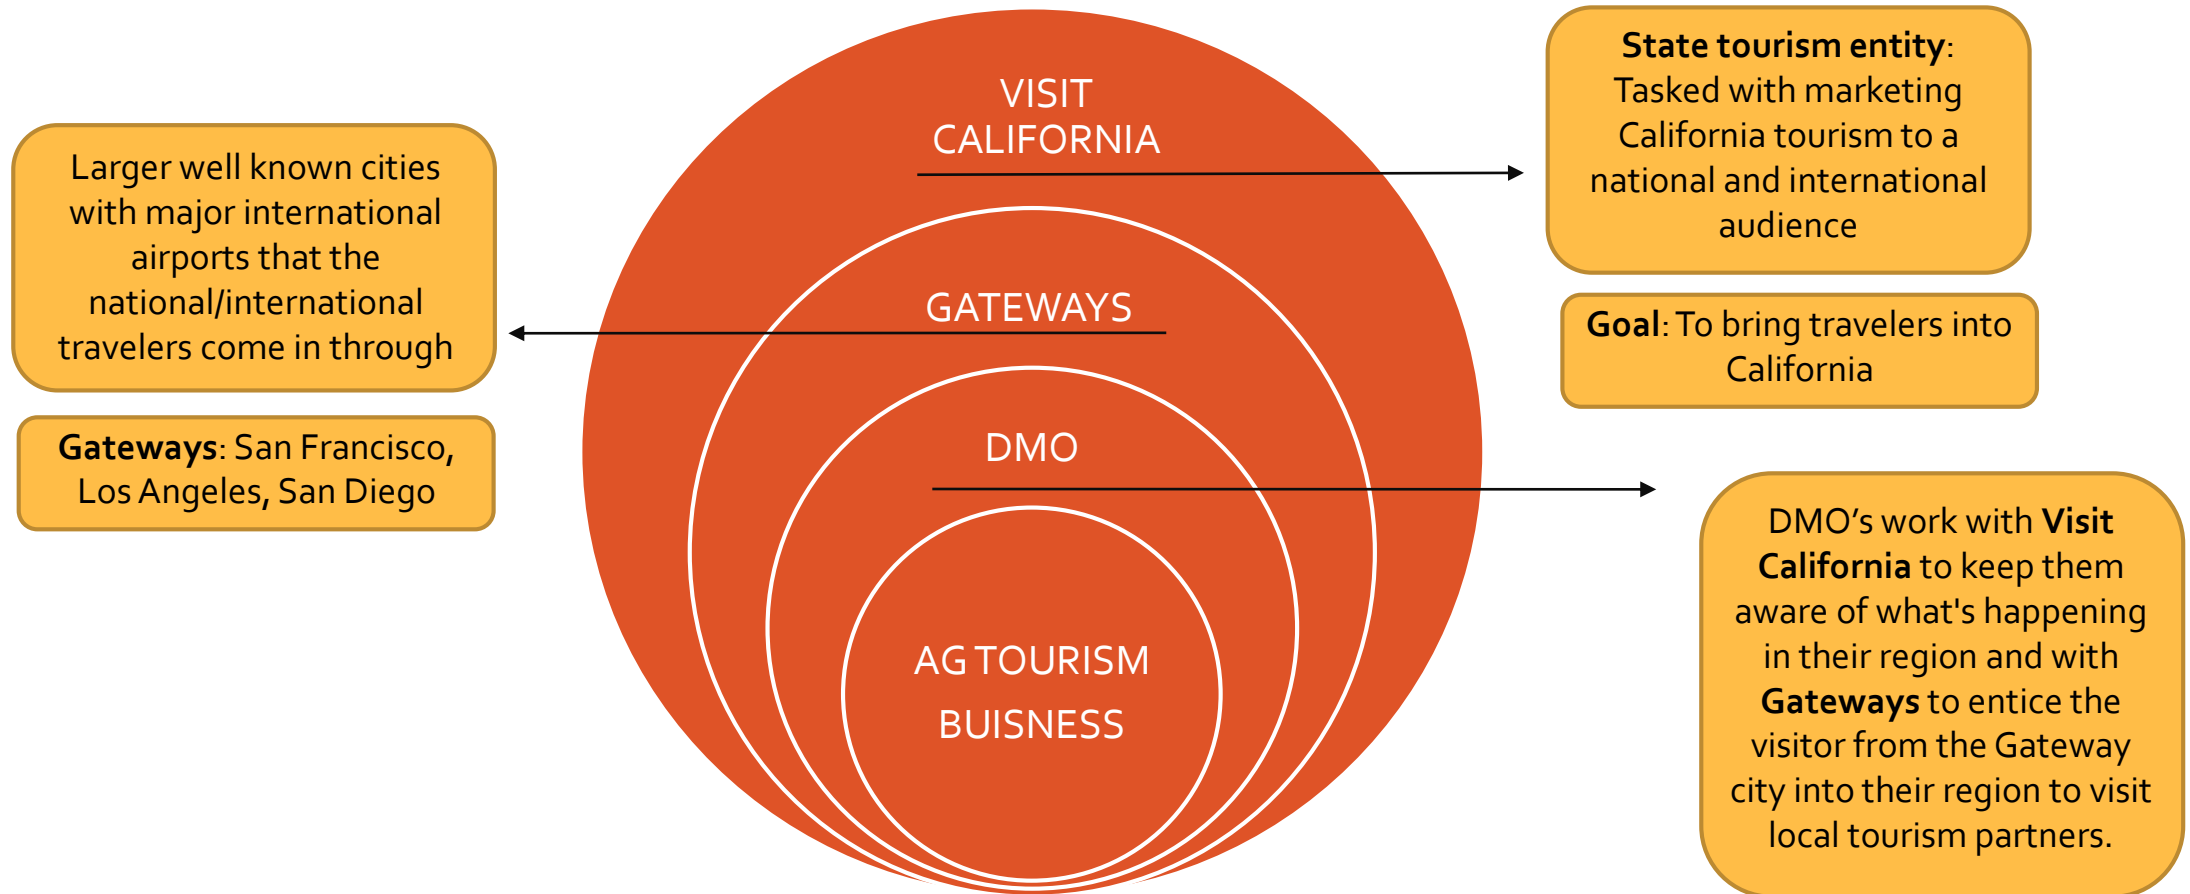 VISIT
CALIFORNIA
State tourism entity:
Tasked with marketing
California tourism to a
national and international
audience
Goal: To bring travelers into
California
GATEWAYS
Larger well known cities
with major international
airports that the
national/international
travelers come in through
Gateways: San Francisco,
Los Angeles, San Diego
DMO
DMO’s work with Visit
California to keep them
aware of what's happening
in their region and with
Gateways to entice the
visitor from the Gateway
city into their region to visit
local tourism partners.
AG TOURISM
BUISNESS